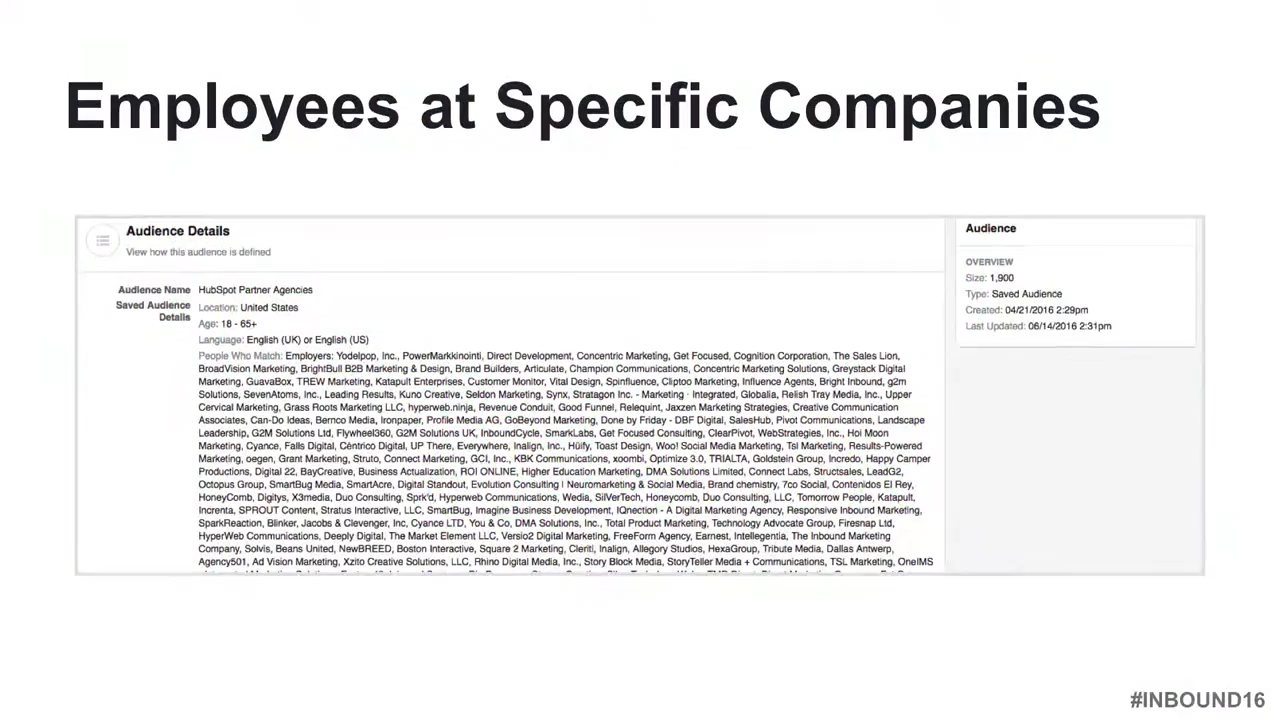 Employees at Specific Companies
Audience Details
View how this audience is defined
Audience Name HubSpot Partner Agencies
Saved Audience Details Location: United States
Age: 18 - 65+
Language: English (UK) or English (US)
People Who Match: Employers: Yodelpop, Inc., PowerMarkkinointi, Direct Development, Concentric Marketing, Get Focused, Cognition Corporation, The Sales Lion,
BroadVision Marketing, BrightBull B2B Marketing & Design, Brand Builders, Articulate, Champion Communications, Concentric Marketing Solutions, Greystack Digital
Marketing, GuavaBox, TREW Marketing, Katapult Enterprises, Customer Monitor, Vital Design, Spinfluence, Cliptoo Marketing, Influence Agents, Bright Inbound, g2m
Solutions, SevenAtoms, Inc., Leading Results, Kuno Creative, Seldon Marketing, Synx, Stratagon Inc. - Marketing · Integrated, Globalia, Relish Tray Media, Inc., Upper
Cervical Marketing, Grass Roots Marketing LLC, hyperweb.ninja, Revenue Conduit, Good Funnel, Relequint, Jaxzen Marketing Strategies, Creative Communication
Associates, Can-Do Ideas, Bernco Media, Ironpaper, Profile Media AG, GoBeyond Marketing, Done by Friday - DBF Digital, SalesHub, Pivot Communications, Landscape
Leadership, G2M Solutions Ltd, Flywheel360, G2M Solutions UK, InboundCycle, SmarkLabs, Get Focused Consulting, ClearPivot, WebStrategies, Inc., Hoi Moon
Marketing, Cyance, Falls Digital, Céntrico Digital, UP There, Everywhere, Inalign, Inc., Hüify, Toast Design, Woo! Social Media Marketing, Tsl Marketing, Results-Powered
Marketing, oegen, Grant Marketing, Struto, Connect Marketing, GCI, Inc., KBK Communications, xoombi, Optimize 3.0, TRIALTA, Goldstein Group, Incredo, Happy Camper
Productions, Digital 22, BayCreative, Business Actualization, ROI ONLINE, Higher Education Marketing, DMA Solutions Limited, Connect Labs, Structsales, LeadG2,
Octopus Group, SmartBug Media, SmartAcre, Digital Standout, Evolution Consulting | Neuromarketing & Social Media, Brand chemistry, 7co Social, Contenidos El Rey,
HoneyComb, Digitys, X3media, Duo Consulting, Sprk'd, Hyperweb Communications, Wedia, SilVerTech, Honeycomb, Duo Consulting, LLC, Tomorrow People, Katapult,
Increnta, SPROUT Content, Stratus Interactive, LLC, SmartBug, Imagine Business Development, IQnection - A Digital Marketing Agency, Responsive Inbound Marketing,
SparkReaction, Blinker, Jacobs & Clevenger, Inc, Cyance LTD, You & Co, DMA Solutions, Inc., Total Product Marketing, Technology Advocate Group, Firesnap Ltd,
HyperWeb Communications, Deeply Digital, The Market Element LLC, Versio2 Digital Marketing, FreeForm Agency, Earnest, Intellegentia, The Inbound Marketing
Company, Solvis, Beans United, NewBREED, Boston Interactive, Square 2 Marketing, Cleriti, Inalign, Allegory Studios, HexaGroup, Tribute Media, Dallas Antwerp,
Agency501, Ad Vision Marketing, Xzito Creative Solutions, LLC, Rhino Digital Media, Inc., Story Block Media, StoryTeller Media + Communications, TSL Marketing, OneIMS
Audience
OVERVIEW
Size: 1,900
Type: Saved Audience
Created: 04/21/2016 2:29pm
Last Updated: 06/14/2016 2:31pm
#INBOUND16